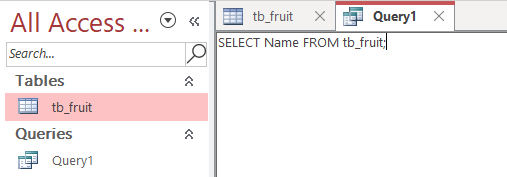 All Access ...
tb_fruit
Query1
Search...
SELECT Name FROM tb_fruit;
Tables
tb_fruit
Queries
Query1